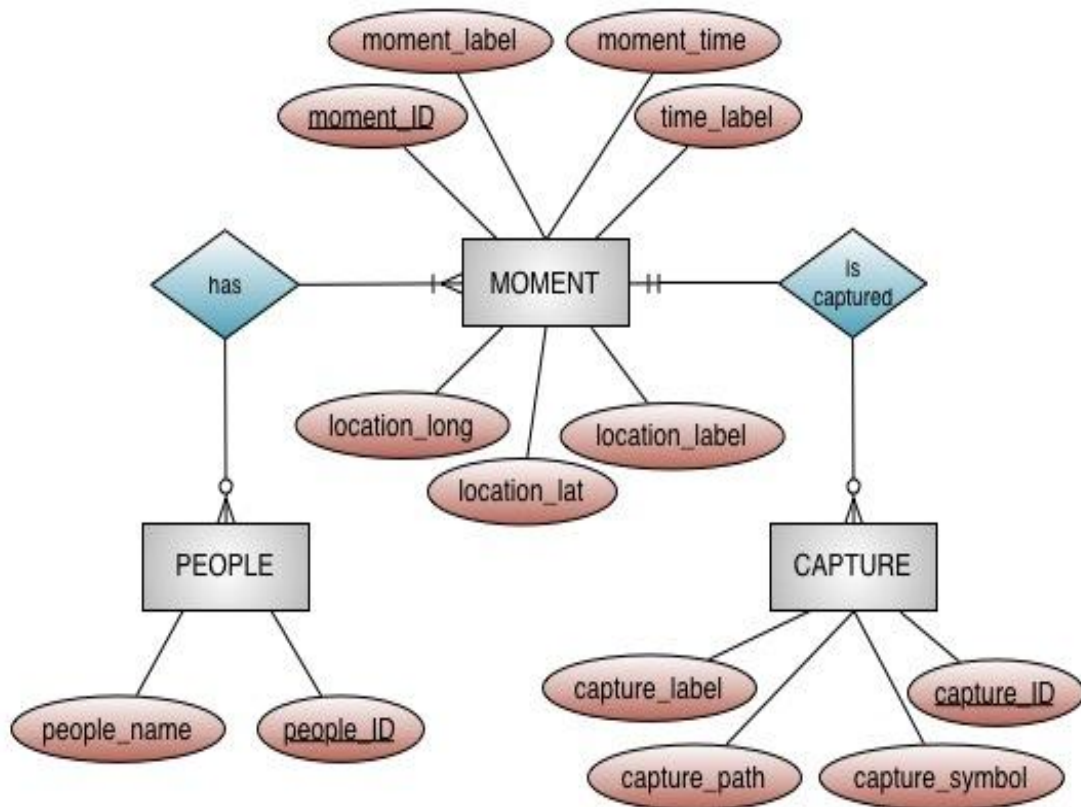 moment_label
moment_time
moment_ID
time_label
has
MOMENT
is
captured
location_long
location_label
location_lat
PEOPLE
CAPTURE
capture_label
capture_ID
people_name
people_ID
capture_path
capture_symbol